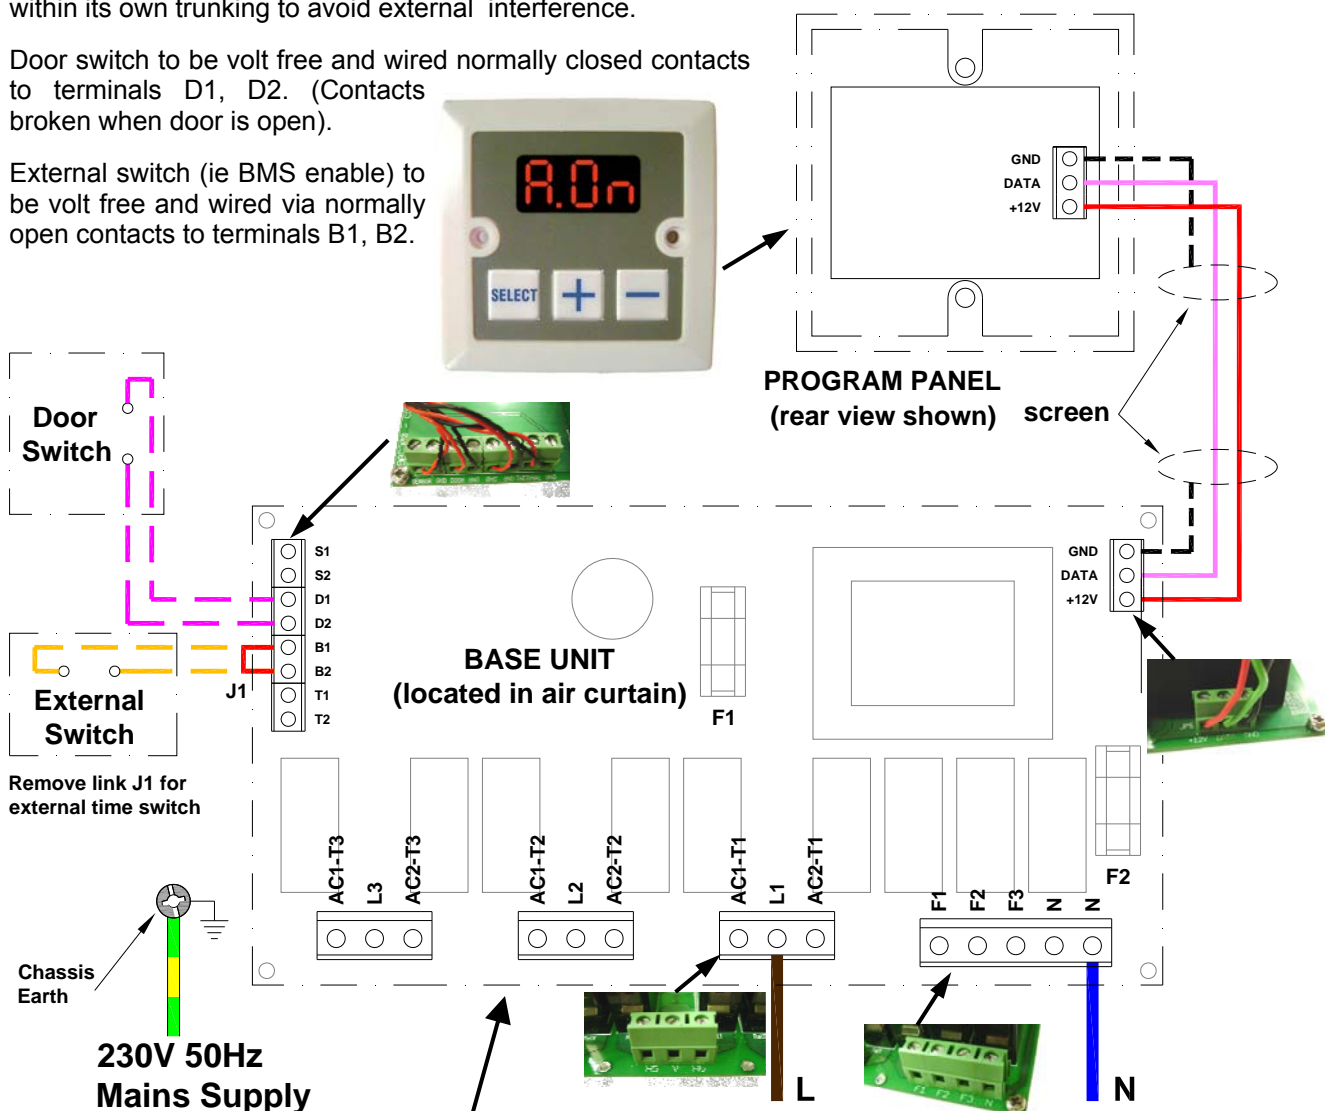 within its own trunking to avoid external interference.
Door switch to be volt free and wired normally closed contacts
to terminals D1, D2. (Contacts
broken when door is open).
External switch (ie BMS enable) to
be volt free and wired via normally
open contacts to terminals B1, B2.
A.On
SELECT
+
−
GND
DATA
+12V
PROGRAM PANEL
(rear view shown)
screen
Door
Switch
S1
S2
D1
D2
B1
B2
T1
T2
J1
External
Switch
Remove link J1 for
external time switch
BASE UNIT
(located in air curtain)
F1
GND
DATA
+12V
+12V
F2
AC1-T3
L3
AC2-T3
AC1-T2
L2
AC2-T2
AC1-T1
L1
AC2-T1
F1
F2
F3
N
N
Chassis
Earth
230V 50Hz
Mains Supply
L
F1 F2 F3 N
N